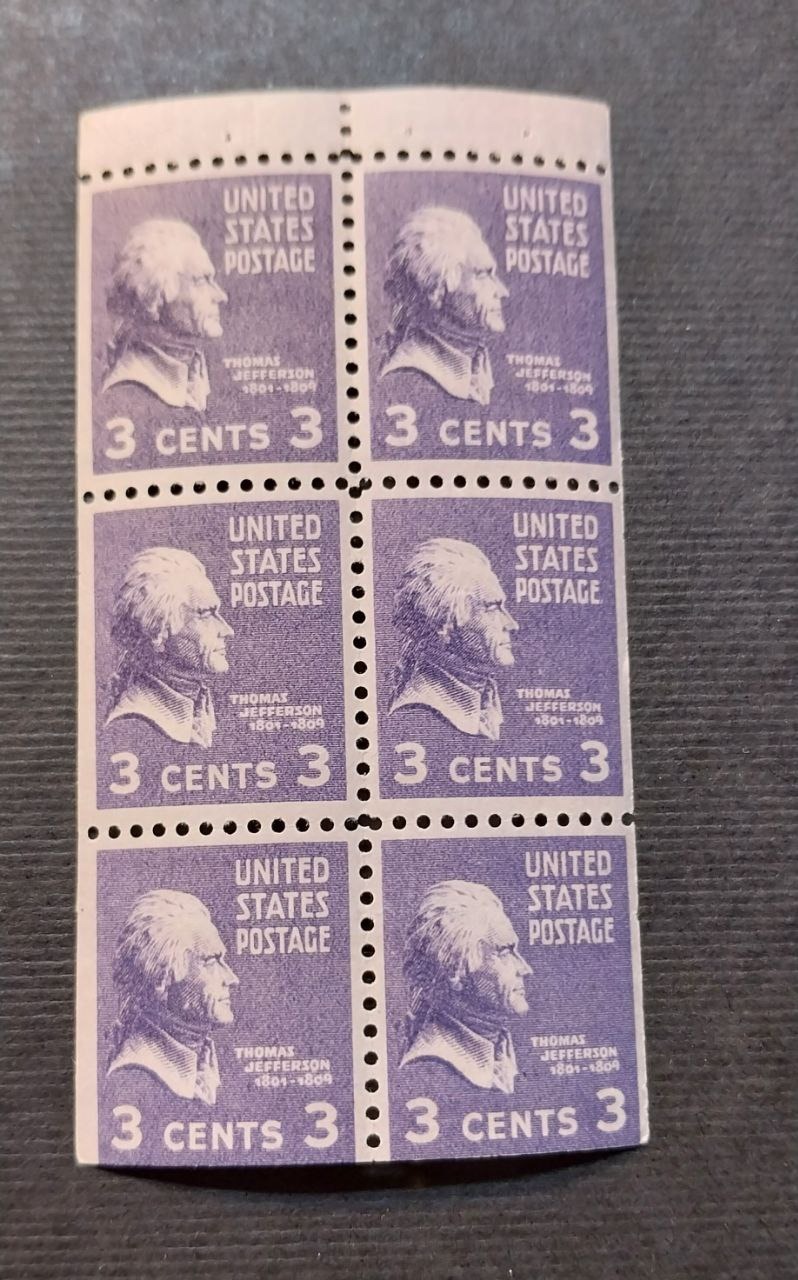 UNITED
STATES
POSTAGE
THOMAS
JEFFERSON
1801-1809
3 CENTS 3
UNITED
STATES
POSTAGE
THOMAS
JEFFERSON
1801-1809
3 CENTS 3
UNITED
STATES
POSTAGE
THOMAS
JEFFERSON
1801-1809
3 CENTS 3
UNITED
STATES
POSTAGE
THOMAS
JEFFERSON
1801-1809
3 CENTS 3
UNITED
STATES
POSTAGE
THOMAS
JEFFERSON
1801-1809
3 CENTS 3
UNITED
STATES
POSTAGE
THOMAS
JEFFERSON
1801-1809
3 CENTS 3